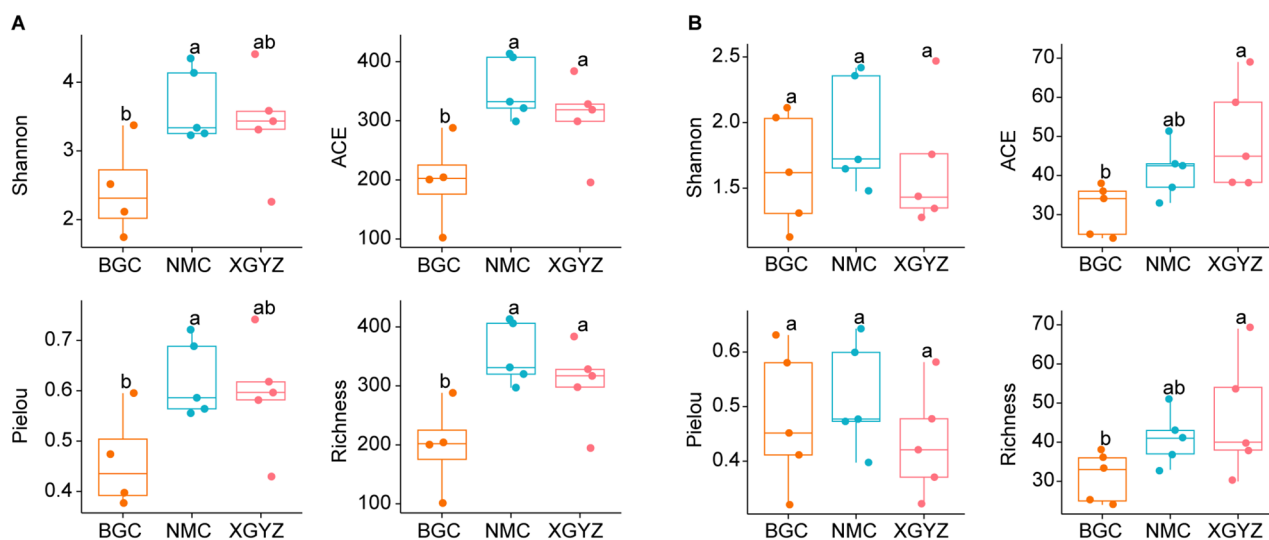 A
B
Shannon
4
3
2
b
a
ab
BGC NMC XGYZ
ACE
400
300
200
100
b
a
a
BGC NMC XGYZ
Shannon
2.5
2.0
1.5
a
a
a
BGC NMC XGYZ
ACE
70
60
50
40
30
b
ab
a
BGC NMC XGYZ
Pielou
0.7
0.6
0.5
0.4
b
a
ab
BGC NMC XGYZ
Richness
400
300
200
100
b
a
a
BGC NMC XGYZ
Pielou
0.6
0.5
0.4
a
a
a
BGC NMC XGYZ
Richness
70
60
50
40
30
b
ab
a
BGC NMC XGYZ